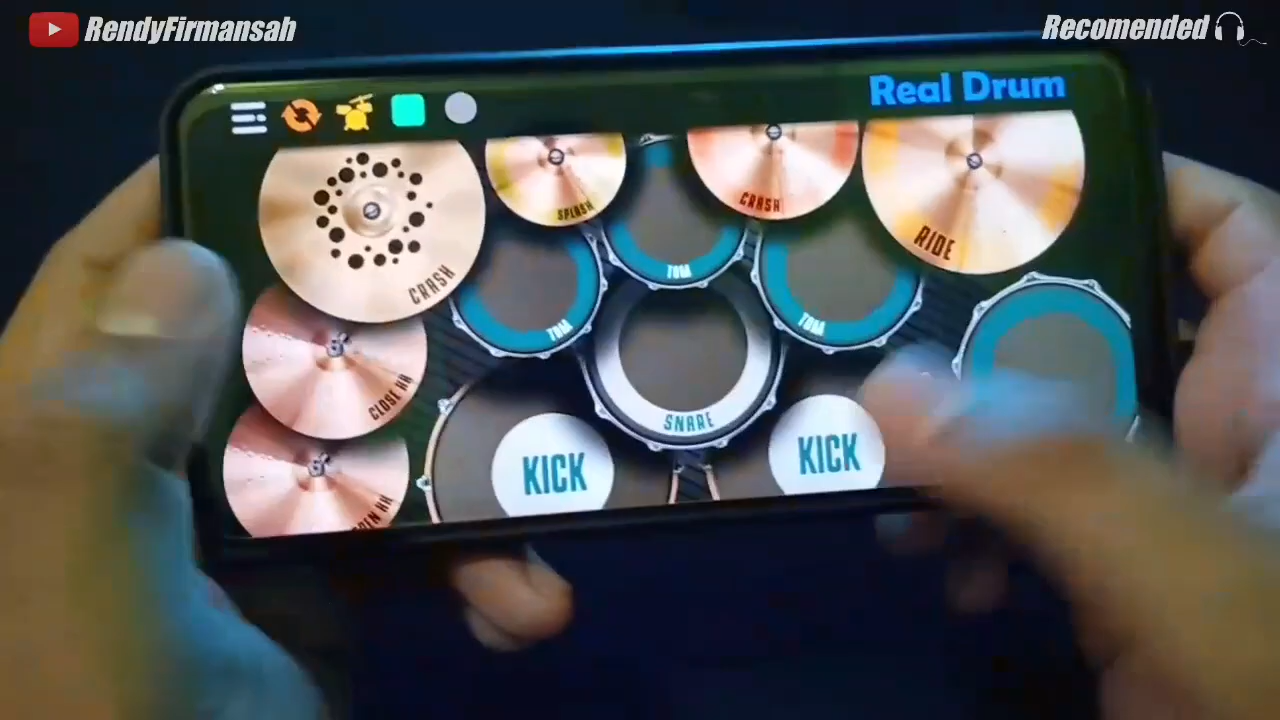 RendyFirmansah
Recomended
Real Drum
CRASH
SPLASH
CRASH
RIDE
TOM
TOM
TOM
CLOSE HH
SNARE
KICK
KICK